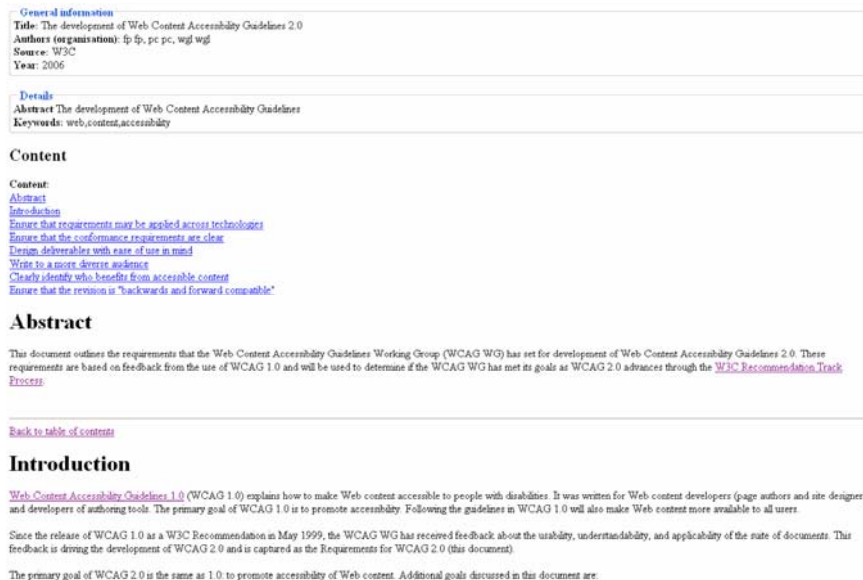 General information
Title: The development of Web Content Accessibility Guidelines 2.0
Authors (organisation): fp fp, pc pc, wgl wgl
Source: W3C
Year: 2006
Details
Abstract The development of Web Content Accessibility Guidelines
Keywords: web,content,accessibility
Content
Content:
Abstract
Introduction
Ensure that requirements may be applied across technologies
Ensure that the conformance requirements are clear
Design deliverables with ease of use in mind
Write to a more diverse audience
Clearly identify who benefits from accessible content
Ensure that the revision is "backwards and forward compatible"
Abstract
This document outlines the requirements that the Web Content Accessibility Guidelines Working Group (WCAG WG) has set for development of Web Content Accessibility Guidelines 2.0. These
requirements are based on feedback from the use of WCAG 1.0 and will be used to determine if the WCAG WG has met its goals as WCAG 2.0 advances through the W3C Recommendation Track
Process.
Back to table of contents
Introduction
Web Content Accessibility Guidelines 1.0 (WCAG 1.0) explains how to make Web content accessible to people with disabilities. It was written for Web content developers (page authors and site designer
and developers of authoring tools. The primary goal of WCAG 1.0 is to promote accessibility. Following the guidelines in WCAG 1.0 will also make Web content more available to all users.
Since the release of WCAG 1.0 as a W3C Recommendation in May 1999, the WCAG WG has received feedback about the usability, understandability, and applicability of the suite of documents. This
feedback is driving the development of WCAG 2.0 and is captured as the Requirements for WCAG 2.0 (this document).
The primary goal of WCAG 2.0 is the same as 1.0: to promote accessibility of Web content. Additional goals discussed in this document are: